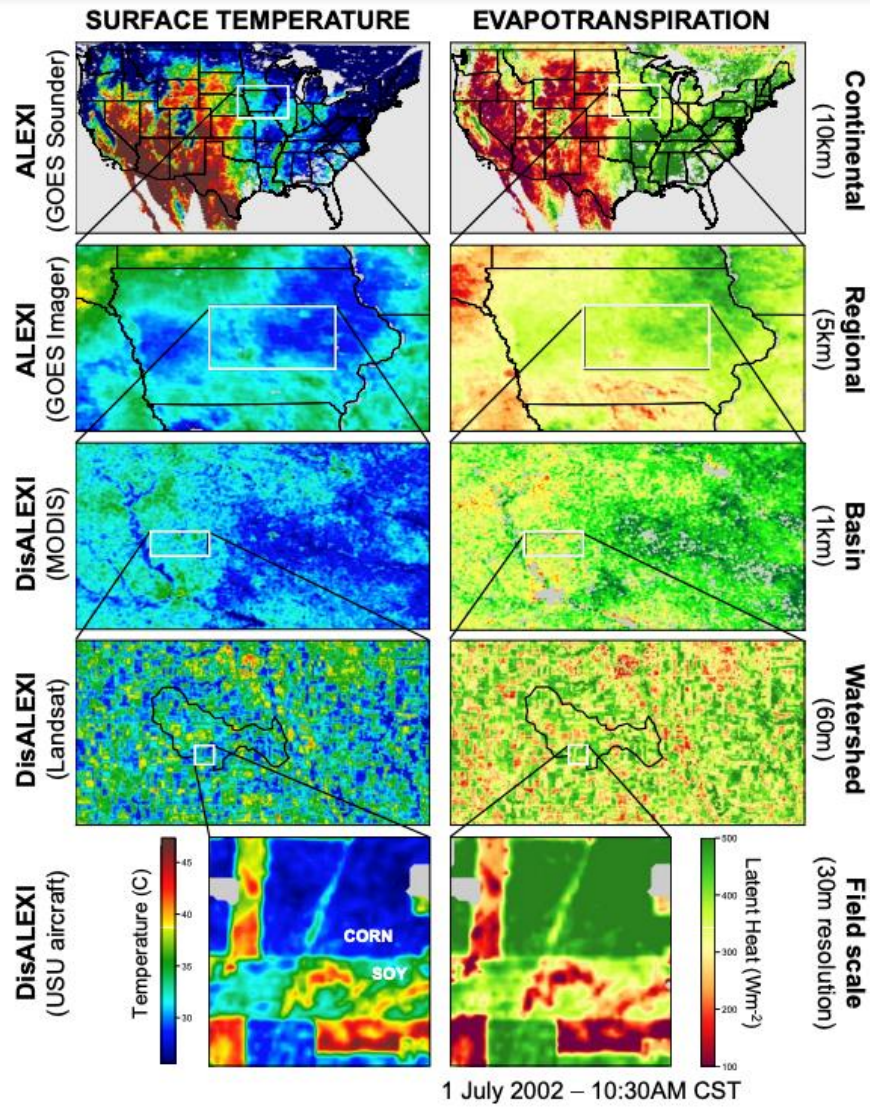 SURFACE TEMPERATURE
EVAPOTRANSPIRATION
ALEXI
(GOES Sounder)
Continental
(10km)
ALEXI
(GOES Imager)
Regional
(5km)
DisALEXI
(MODIS)
Basin
(1km)
DisALEXI
(Landsat)
Watershed
(60m)
DisALEXI
(USU aircraft)
Temperature (C)
45
40
35
30
CORN
SOY
500
400
300
200
100
Latent Heat (Wm-2)
Field scale
(30m resolution)
1 July 2002 – 10:30AM CST